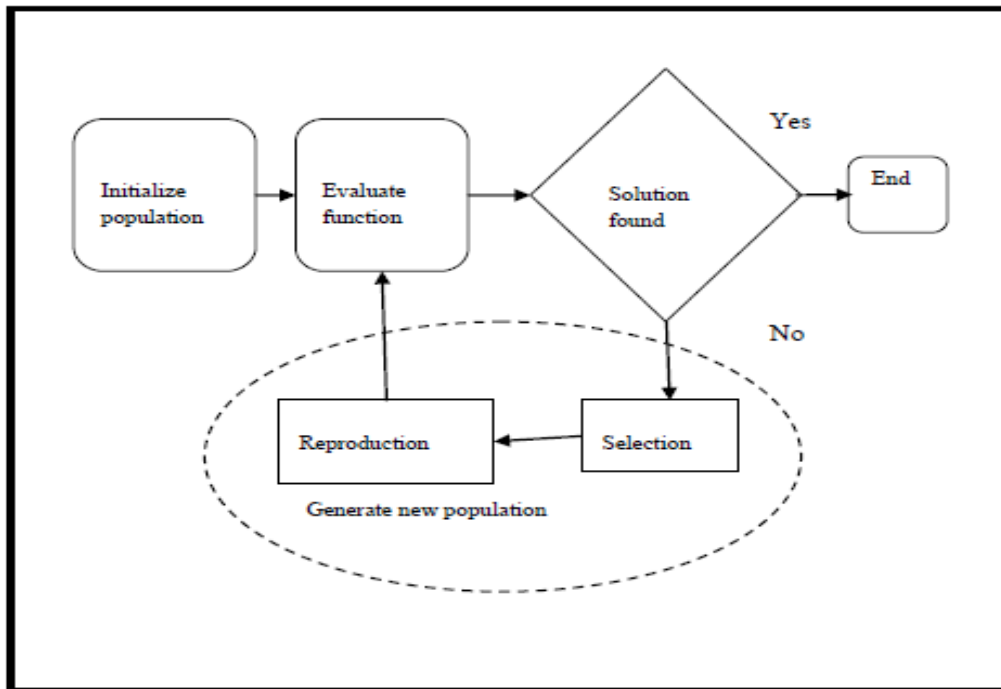 Yes
Initialize
population
Evaluate
function
Solution
found
End
No
Reproduction
Selection
Generate new population